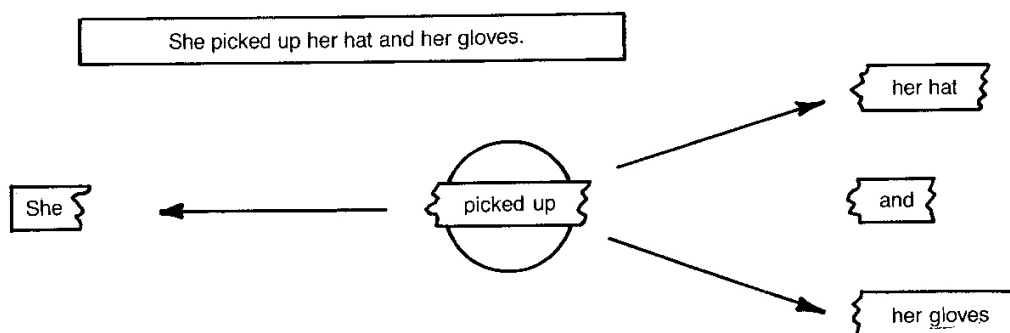 She picked up her hat and her gloves.
her hat
She
picked up
and
her gloves